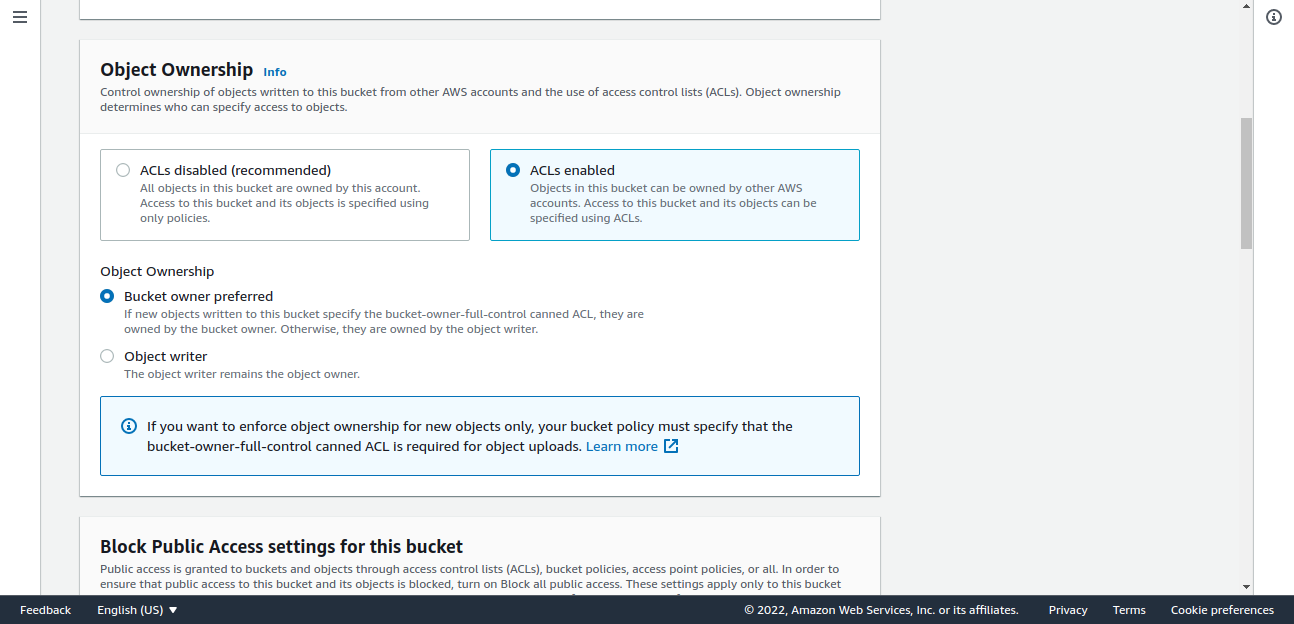 Object Ownership Info
Control ownership of objects written to this bucket from other AWS accounts and the use of access control lists (ACLs). Object ownership
determines who can specify access to objects.
ACLs disabled (recommended)
All objects in this bucket are owned by this account.
Access to this bucket and its objects is specified using
only policies.
ACLs enabled
Objects in this bucket can be owned by other AWS
accounts. Access to this bucket and its objects can be
specified using ACLs.
Object Ownership
Bucket owner preferred
If new objects written to this bucket specify the bucket-owner-full-control canned ACL, they are
owned by the bucket owner. Otherwise, they are owned by the object writer.
Object writer
The object writer remains the object owner.
If you want to enforce object ownership for new objects only, your bucket policy must specify that the
bucket-owner-full-control canned ACL is required for object uploads. Learn more
Block Public Access settings for this bucket
Public access is granted to buckets and objects through access control lists (ACLs), bucket policies, access point policies, or all. In order to
ensure that public access to this bucket and its objects is blocked, turn on Block all public access. These settings apply only to this bucket
Feedback English (US) © 2022, Amazon Web Services, Inc. or its affiliates. Privacy Terms Cookie preferences